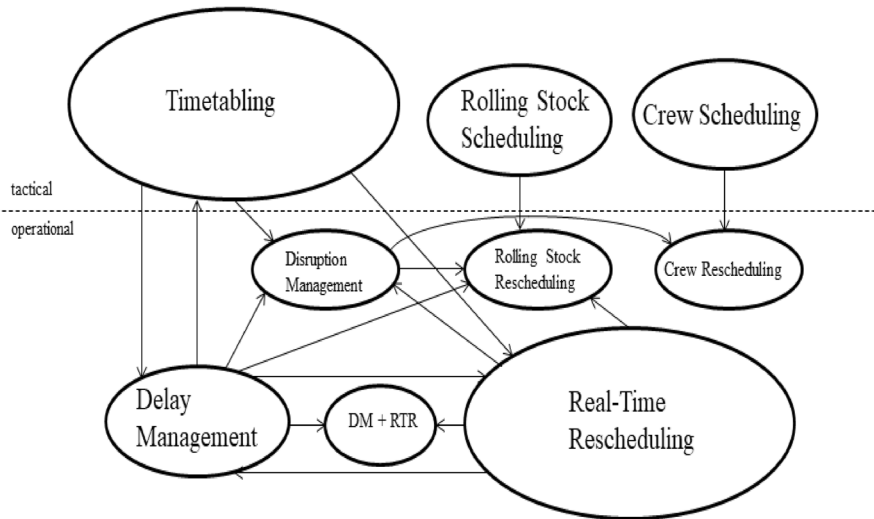 Timetabling
Rolling Stock
Scheduling
Crew Scheduling
tactical
operational
Disruption
Management
Rolling Stock
Rescheduling
Crew Rescheduling
Delay
Management
DM + RTR
Real-Time
Rescheduling